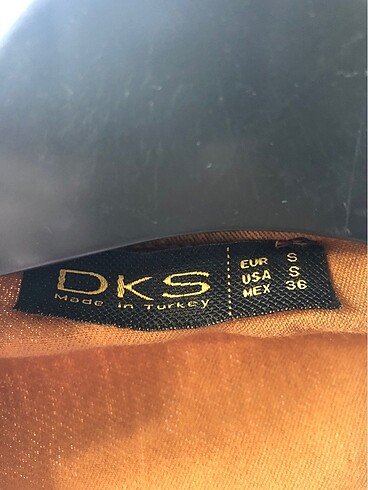 DKS
Made in Turkey
EUR S
USA S
MEX 36